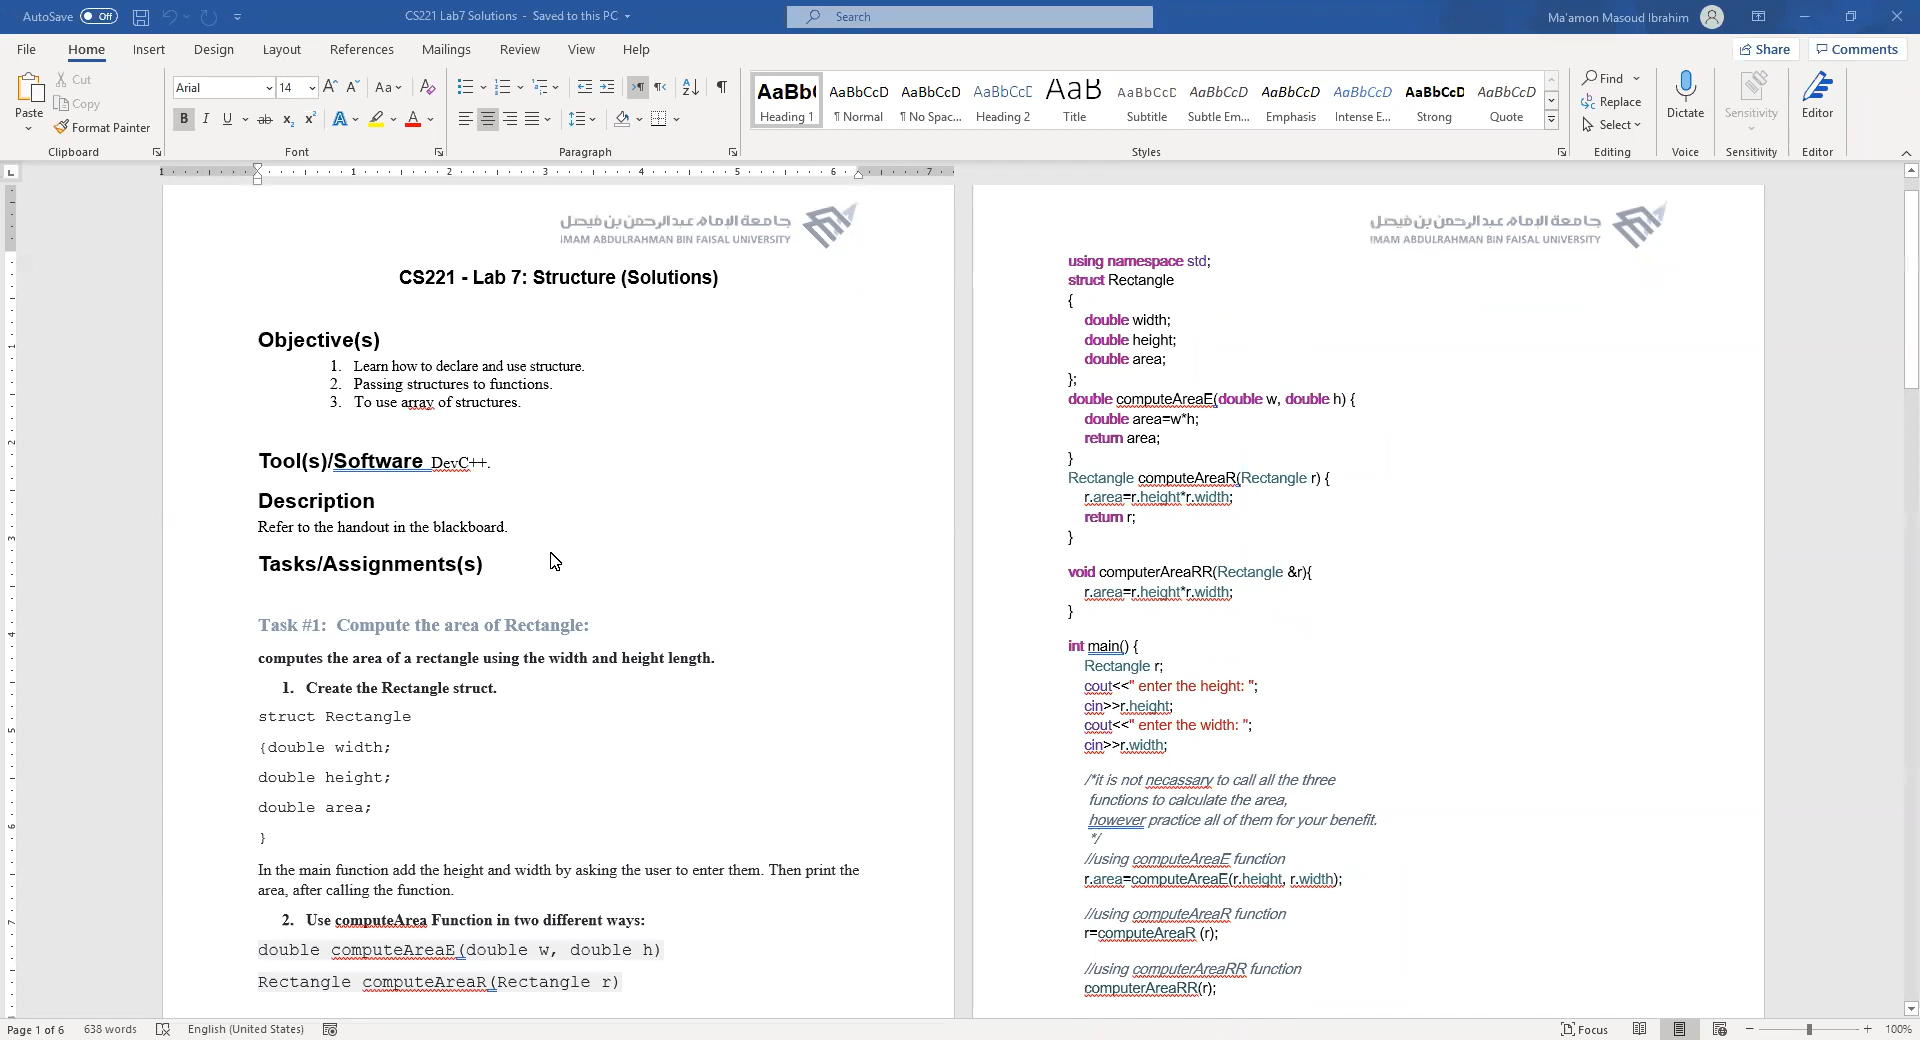 AutoSave Off CS221 Lab7 Solutions - Saved to this PC Search Ma'amon Masoud Ibrahim
File Home Insert Design Layout References Mailings Review View Help Share Comments
Paste Cut Copy Format Painter
Arial 14 Aa
AaBb( AaBbCcD AaBbCcD AaBbCcC AaB AaBbCcC AaBbCcD AaBbCcD AaBbCcD AaBbCcD AaBbCcD
Heading 1 ¶ Normal ¶ No Spac... Heading 2 Title Subtitle Subtle Em... Emphasis Intense E... Strong Quote
Find Replace Select Dictate Sensitivity Editor
Clipboard Font Paragraph Styles Editing Voice Sensitivity Editor
1 1 2 3 4 5 6 7
جامعة الإمام عبدالرحمن بن فيصل
IMAM ABDULRAHMAN BIN FAISAL UNIVERSITY
CS221 - Lab 7: Structure (Solutions)
Objective(s)
1. Learn how to declare and use structure.
2. Passing structures to functions.
3. To use array of structures.
Tool(s)/Software DevC++.
Description
Refer to the handout in the blackboard.
Tasks/Assignments(s)
Task #1: Compute the area of Rectangle:
computes the area of a rectangle using the width and height length.
1. Create the Rectangle struct.
struct Rectangle
{double width;
double height;
double area;
}
In the main function add the height and width by asking the user to enter them. Then print the
area, after calling the function.
2. Use computeArea Function in two different ways:
double computeAreaE(double w, double h)
Rectangle computeAreaR(Rectangle r)
جامعة الإمام عبدالرحمن بن فيصل
IMAM ABDULRAHMAN BIN FAISAL UNIVERSITY
using namespace std;
struct Rectangle
{
double width;
double height;
double area;
};
double computeAreaE(double w, double h) {
double area=w*h;
return area;
}
Rectangle computeAreaR(Rectangle r) {
r.area=r.height*r.width;
return r;
}
void computerAreaRR(Rectangle &r){
r.area=r.height*r.width;
}
int main() {
Rectangle r;
cout<<" enter the height: ";
cin>>r.height;
cout<<" enter the width: ";
cin>>r.width;
/*it is not necassary to call all the three
functions to calculate the area,
however practice all of them for your benefit.
*/
//using computeAreaE function
r.area=computeAreaE(r.height, r.width);
//using computeAreaR function
r=computeAreaR (r);
//using computerAreaRR function
computerAreaRR(r);
Page 1 of 6 638 words English (United States) Focus 100%